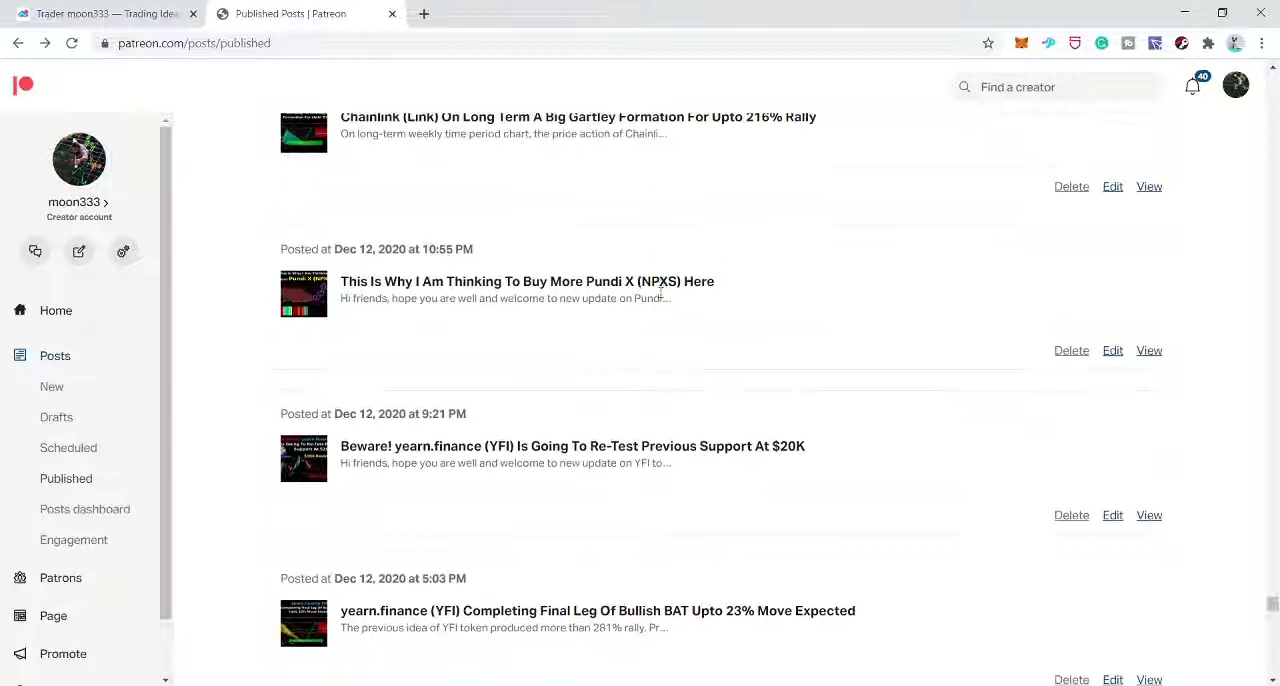 Trader moon333 — Trading Idea
Published Posts | Patreon
patreon.com/posts/published
40
Find a creator
Chainlink (Link) On Long Term A Big Gartley Formation For Upto 216% Rally
On long-term weekly time period chart, the price action of Chainli...
Delete Edit View
moon333
Creator account
Posted at Dec 12, 2020 at 10:55 PM
This Is Why I Am Thinking To Buy More Pundi X (NPXS) Here
Hi friends, hope you are well and welcome to new update on Pundi...
Delete Edit View
Home
Posts
New
Drafts
Scheduled
Published
Posts dashboard
Engagement
Patrons
Page
Promote
Posted at Dec 12, 2020 at 9:21 PM
Beware! yearn.finance (YFI) Is Going To Re-Test Previous Support At $20K
Hi friends, hope you are well and welcome to new update on YFI to...
Delete Edit View
Posted at Dec 12, 2020 at 5:03 PM
yearn.finance (YFI) Completing Final Leg Of Bullish BAT Upto 23% Move Expected
The previous idea of YFI token produced more than 281% rally. Pr...
Delete Edit View